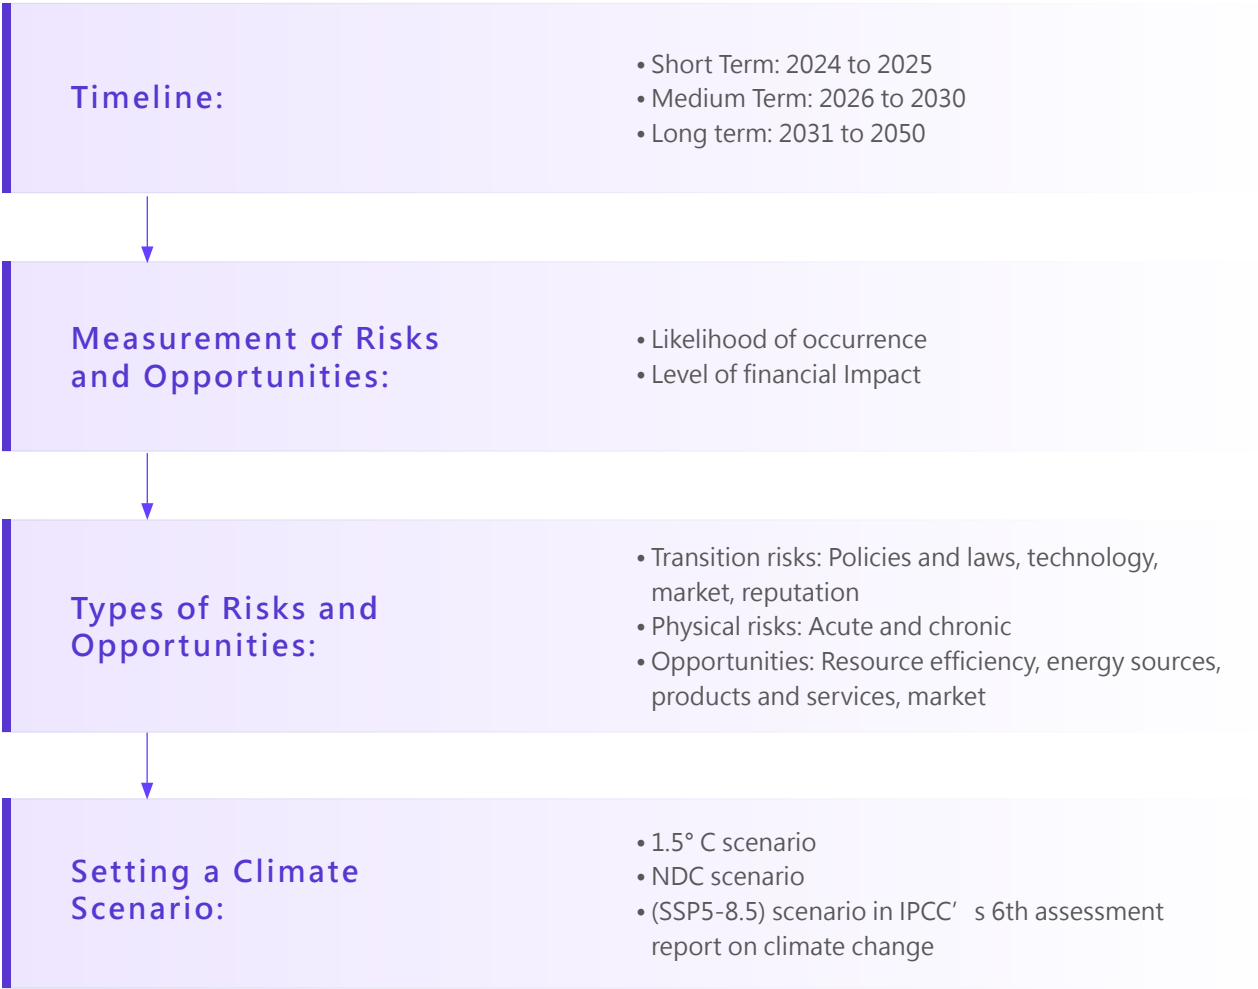 Timeline:
• Short Term: 2024 to 2025
• Medium Term: 2026 to 2030
• Long term: 2031 to 2050
Measurement of Risks
and Opportunities:
• Likelihood of occurrence
• Level of financial Impact
Types of Risks and
Opportunities:
• Transition risks: Policies and laws, technology,
market, reputation
• Physical risks: Acute and chronic
• Opportunities: Resource efficiency, energy sources,
products and services, market
Setting a Climate
Scenario:
• 1.5° C scenario
• NDC scenario
• (SSP5-8.5) scenario in IPCC’ s 6th assessment
report on climate change